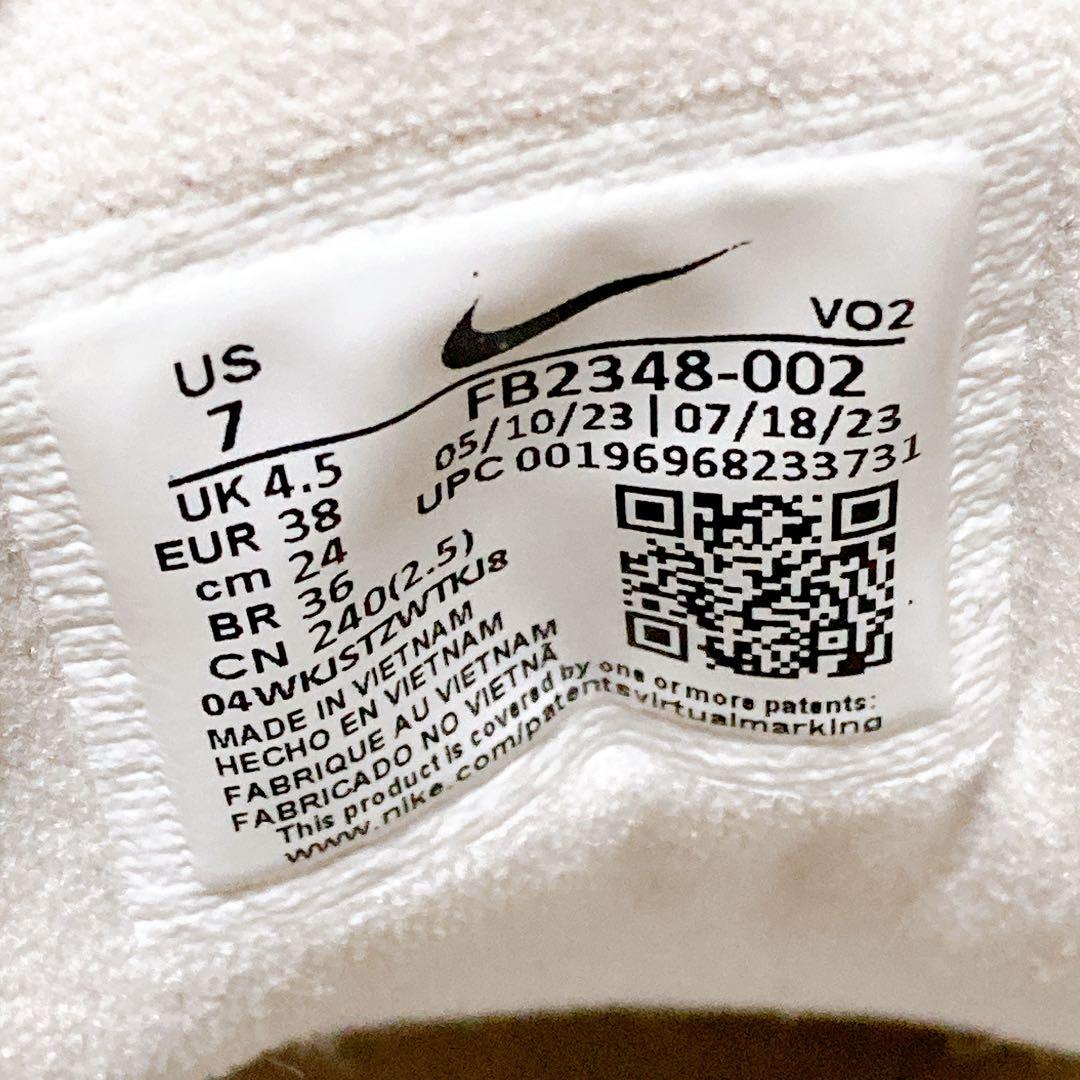 US
7
UK 4.5
EUR 38
cm 24
BR 36
CN 240(2.5)
VO2
FB2348-002
05/10/23 | 07/18/23
UPC 00196968233731
04WKJSTZWTKJ8
MADE IN VIETNAM
HECHO EN VIETNAM
FABRIQUE AU VIETNAM
FABRICADO NO VIETNÃ
This product is covered by one or more patents:
www.nike.com/patentsvirtualmarking